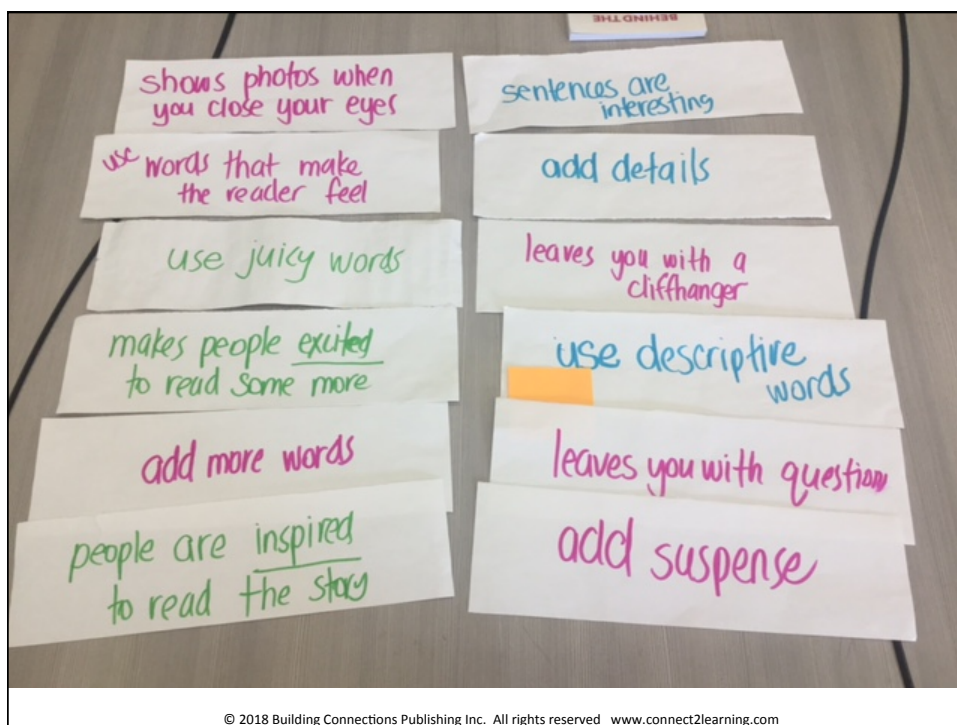 BEHIND THE
shows photos when
you close your eyes
use words that make
the reader feel
use juicy words
makes people excited
to read some more
add more words
people are inspired
to read the story
sentences are
interesting
add details
leaves you with a
cliffhanger
use descriptive
words
leaves you with question
add suspense
© 2018 Building Connections Publishing Inc. All rights reserved www.connect2learning.com